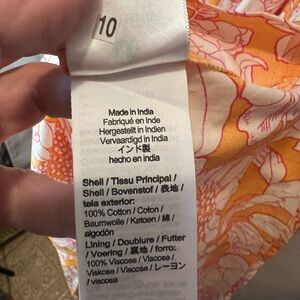 10
Made in India
Fabriqué en Inde
Hergestellt in Indien
Vervaardigd in India
インド製
hecho en india
Shell / Tissu Principal /
Shell / Bovenstof / 表地 /
tela exterior:
100% Cotton / Coton /
Baumwolle / Katoen / 綿 /
algodón
Lining / Doublure / Futter
/ Voering / 裏地 / forro:
100% Viscose / Viscose /
Viskose / Viscose / レーヨン
/ viscosa